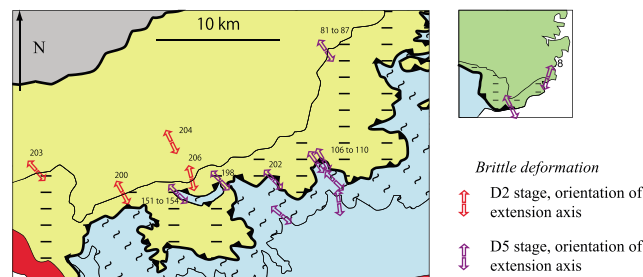 10 km
81 to 87
N
8
204
203
206
106 to 110
200
198
202
151 to 154
Brittle deformation
D2 stage, orientation of
extension axis
D5 stage, orientation of
extension axis